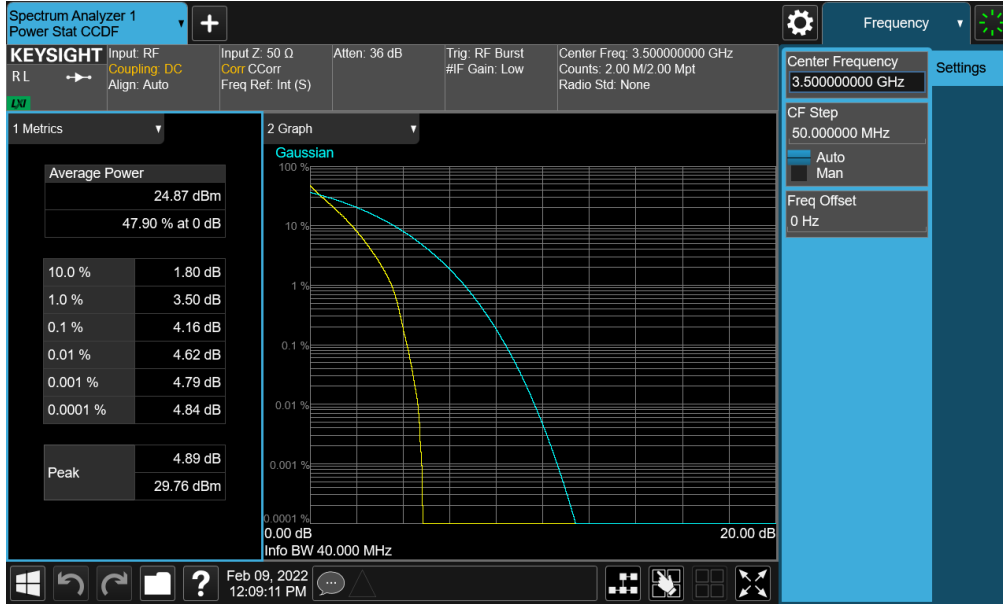 Spectrum Analyzer 1
Power Stat CCDF
Frequency
KEYSIGHT
RL
LXI
Input: RF
Coupling: DC
Align: Auto
Input Z: 50 Ω
Corr CCorr
Freq Ref: Int (S)
Atten: 36 dB
Trig: RF Burst
#IF Gain: Low
Center Freq: 3.500000000 GHz
Counts: 2.00 M/2.00 Mpt
Radio Std: None
Center Frequency
3.500000000 GHz
Settings
CF Step
50.000000 MHz
Auto
Man
Freq Offset
0 Hz
1 Metrics
Average Power
24.87 dBm
47.90 % at 0 dB
10.0 % 1.80 dB
1.0 % 3.50 dB
0.1 % 4.16 dB
0.01 % 4.62 dB
0.001 % 4.79 dB
0.0001 % 4.84 dB
Peak
4.89 dB
29.76 dBm
2 Graph
Gaussian
100 %
10 %
1 %
0.1 %
0.01 %
0.001 %
0.0001 %
0.00 dB 20.00 dB
Info BW 40.000 MHz
?
Feb 09, 2022
12:09:11 PM